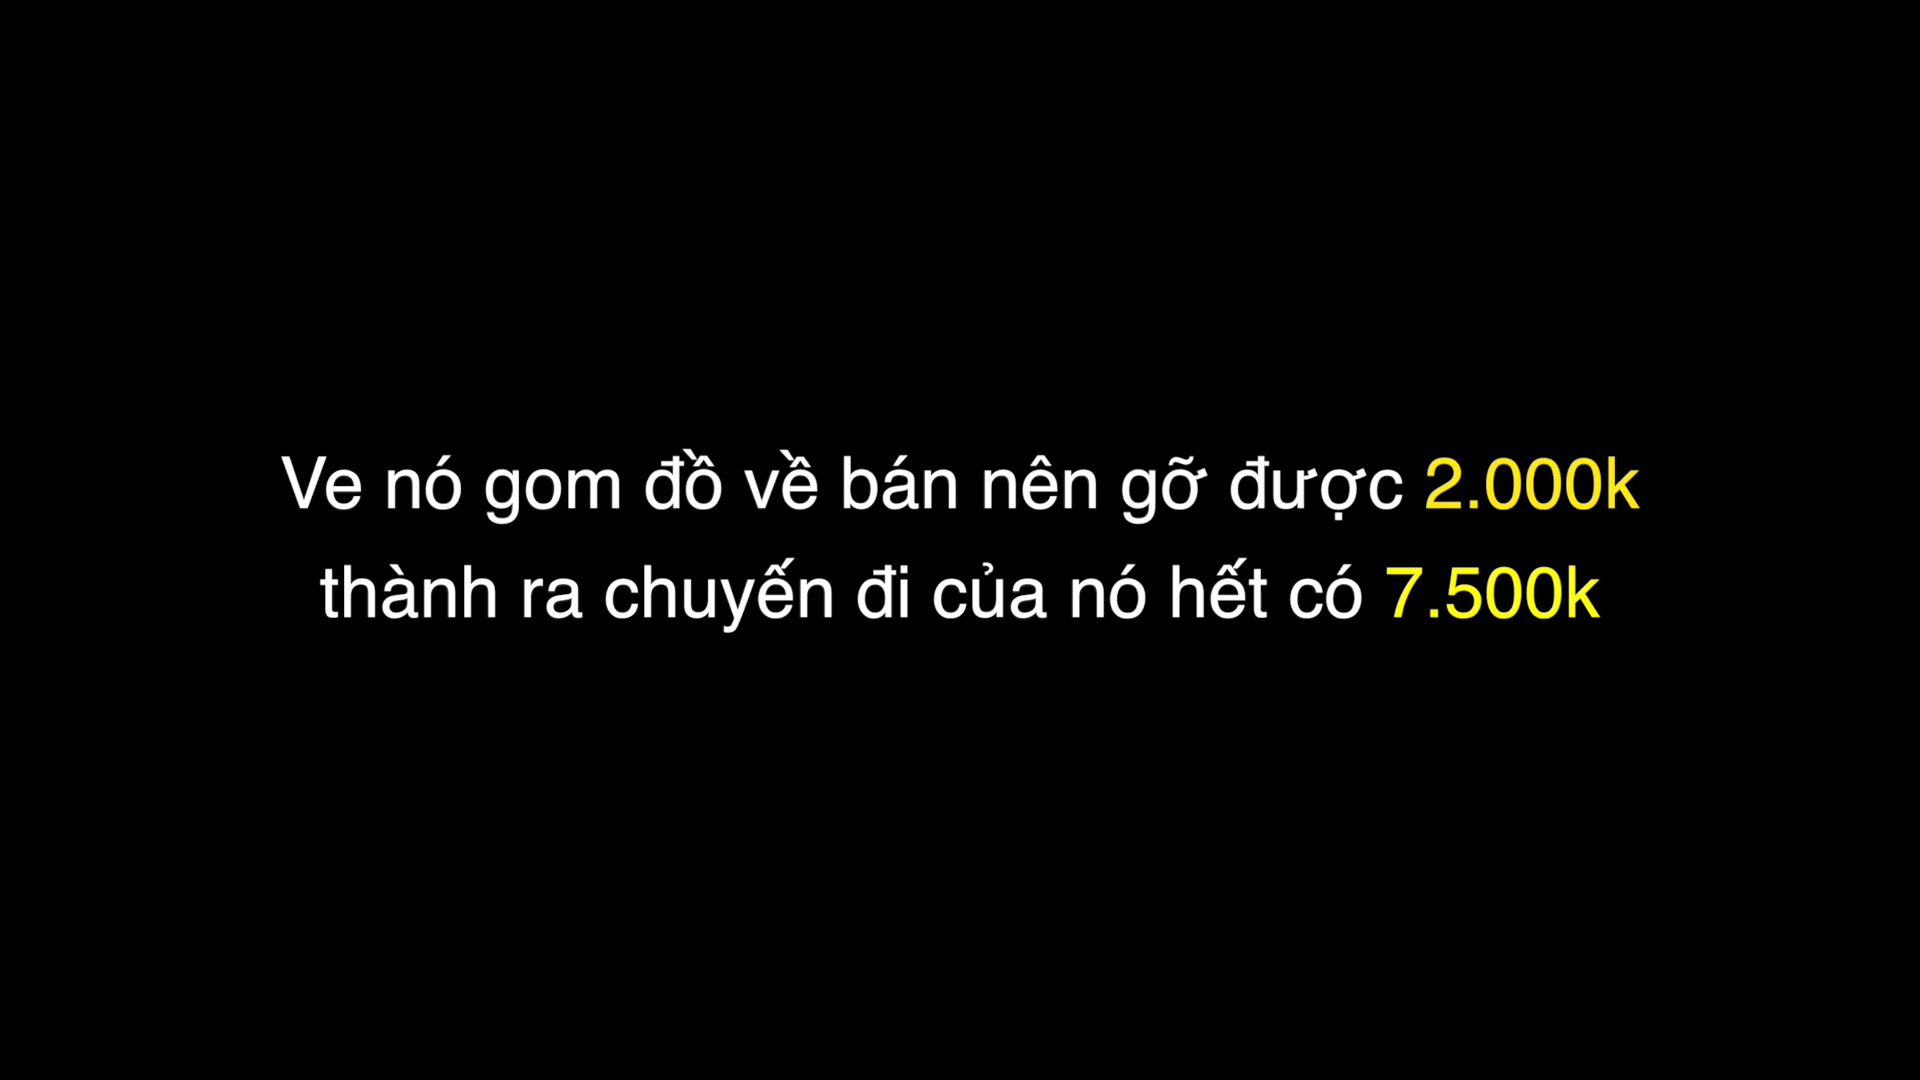 Ve nó gom đồ về bán nên gỡ được 2.000k
thành ra chuyến đi của nó hết có 7.500k